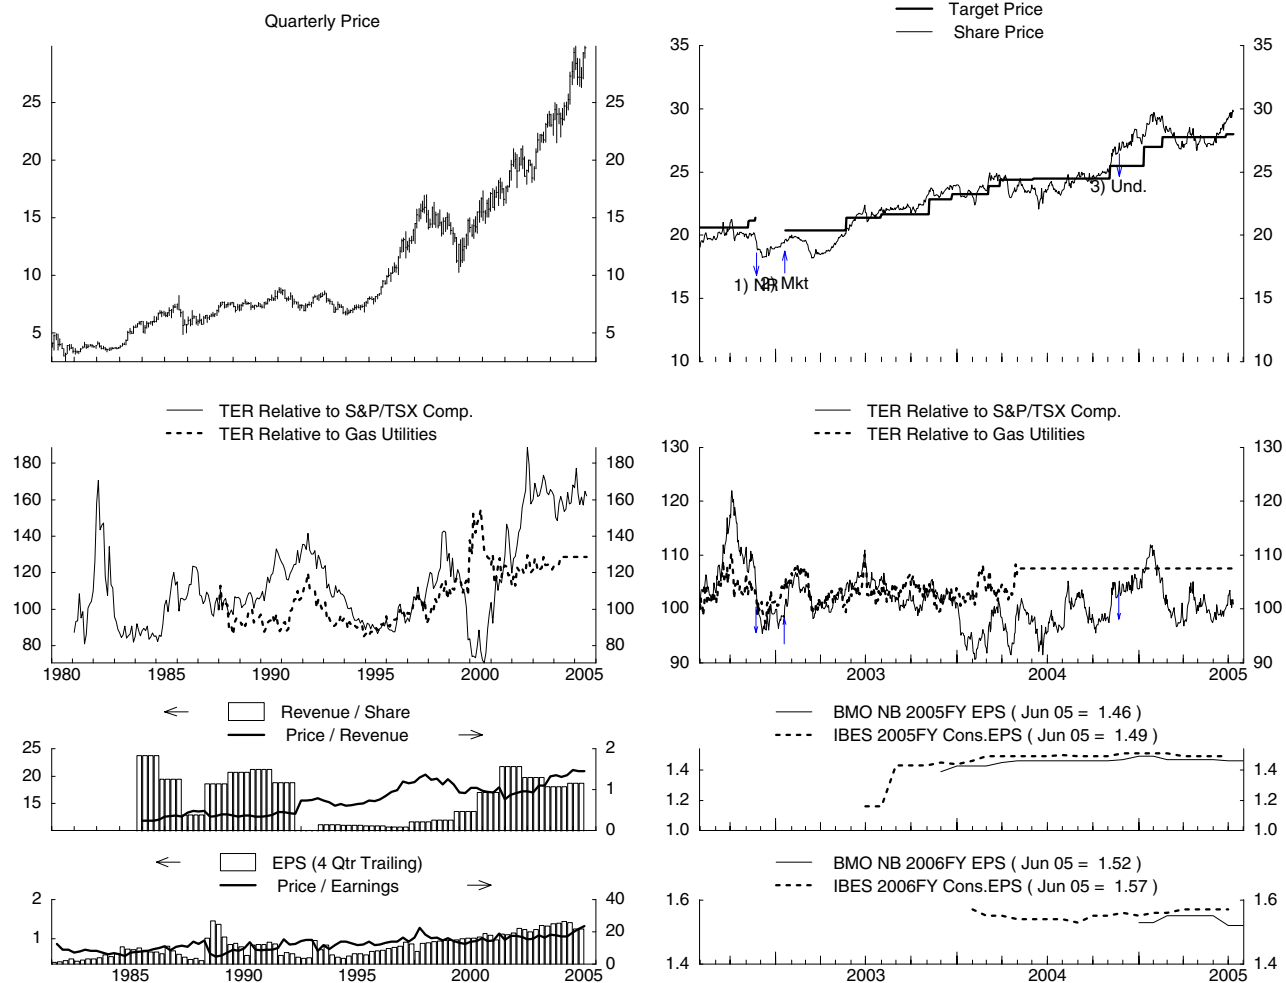 Quarterly Price
25 25
20 20
15 15
10 10
5 5
Target Price
Share Price
35 35
30 30
25 25
3) Und.
20 20
1) NR 2) Mkt
15 15
10 10
TER Relative to S&P/TSX Comp.
TER Relative to Gas Utilities
180 180
160 160
140 140
120 120
100 100
80 80
1980 1985 1990 1995 2000 2005
TER Relative to S&P/TSX Comp.
TER Relative to Gas Utilities
130 130
120 120
110 110
100 100
90 90
2003 2004 2005
Revenue / Share
Price / Revenue
25 2
20 1
15
0
BMO NB 2005FY EPS ( Jun 05 = 1.46 )
IBES 2005FY Cons.EPS ( Jun 05 = 1.49 )
1.4 1.4
1.2 1.2
1.0 1.0
EPS (4 Qtr Trailing)
Price / Earnings
2 40
1 20
0
1985 1990 1995 2000 2005
BMO NB 2006FY EPS ( Jun 05 = 1.52 )
IBES 2006FY Cons.EPS ( Jun 05 = 1.57 )
1.6 1.6
1.4 1.4
2003 2004 2005